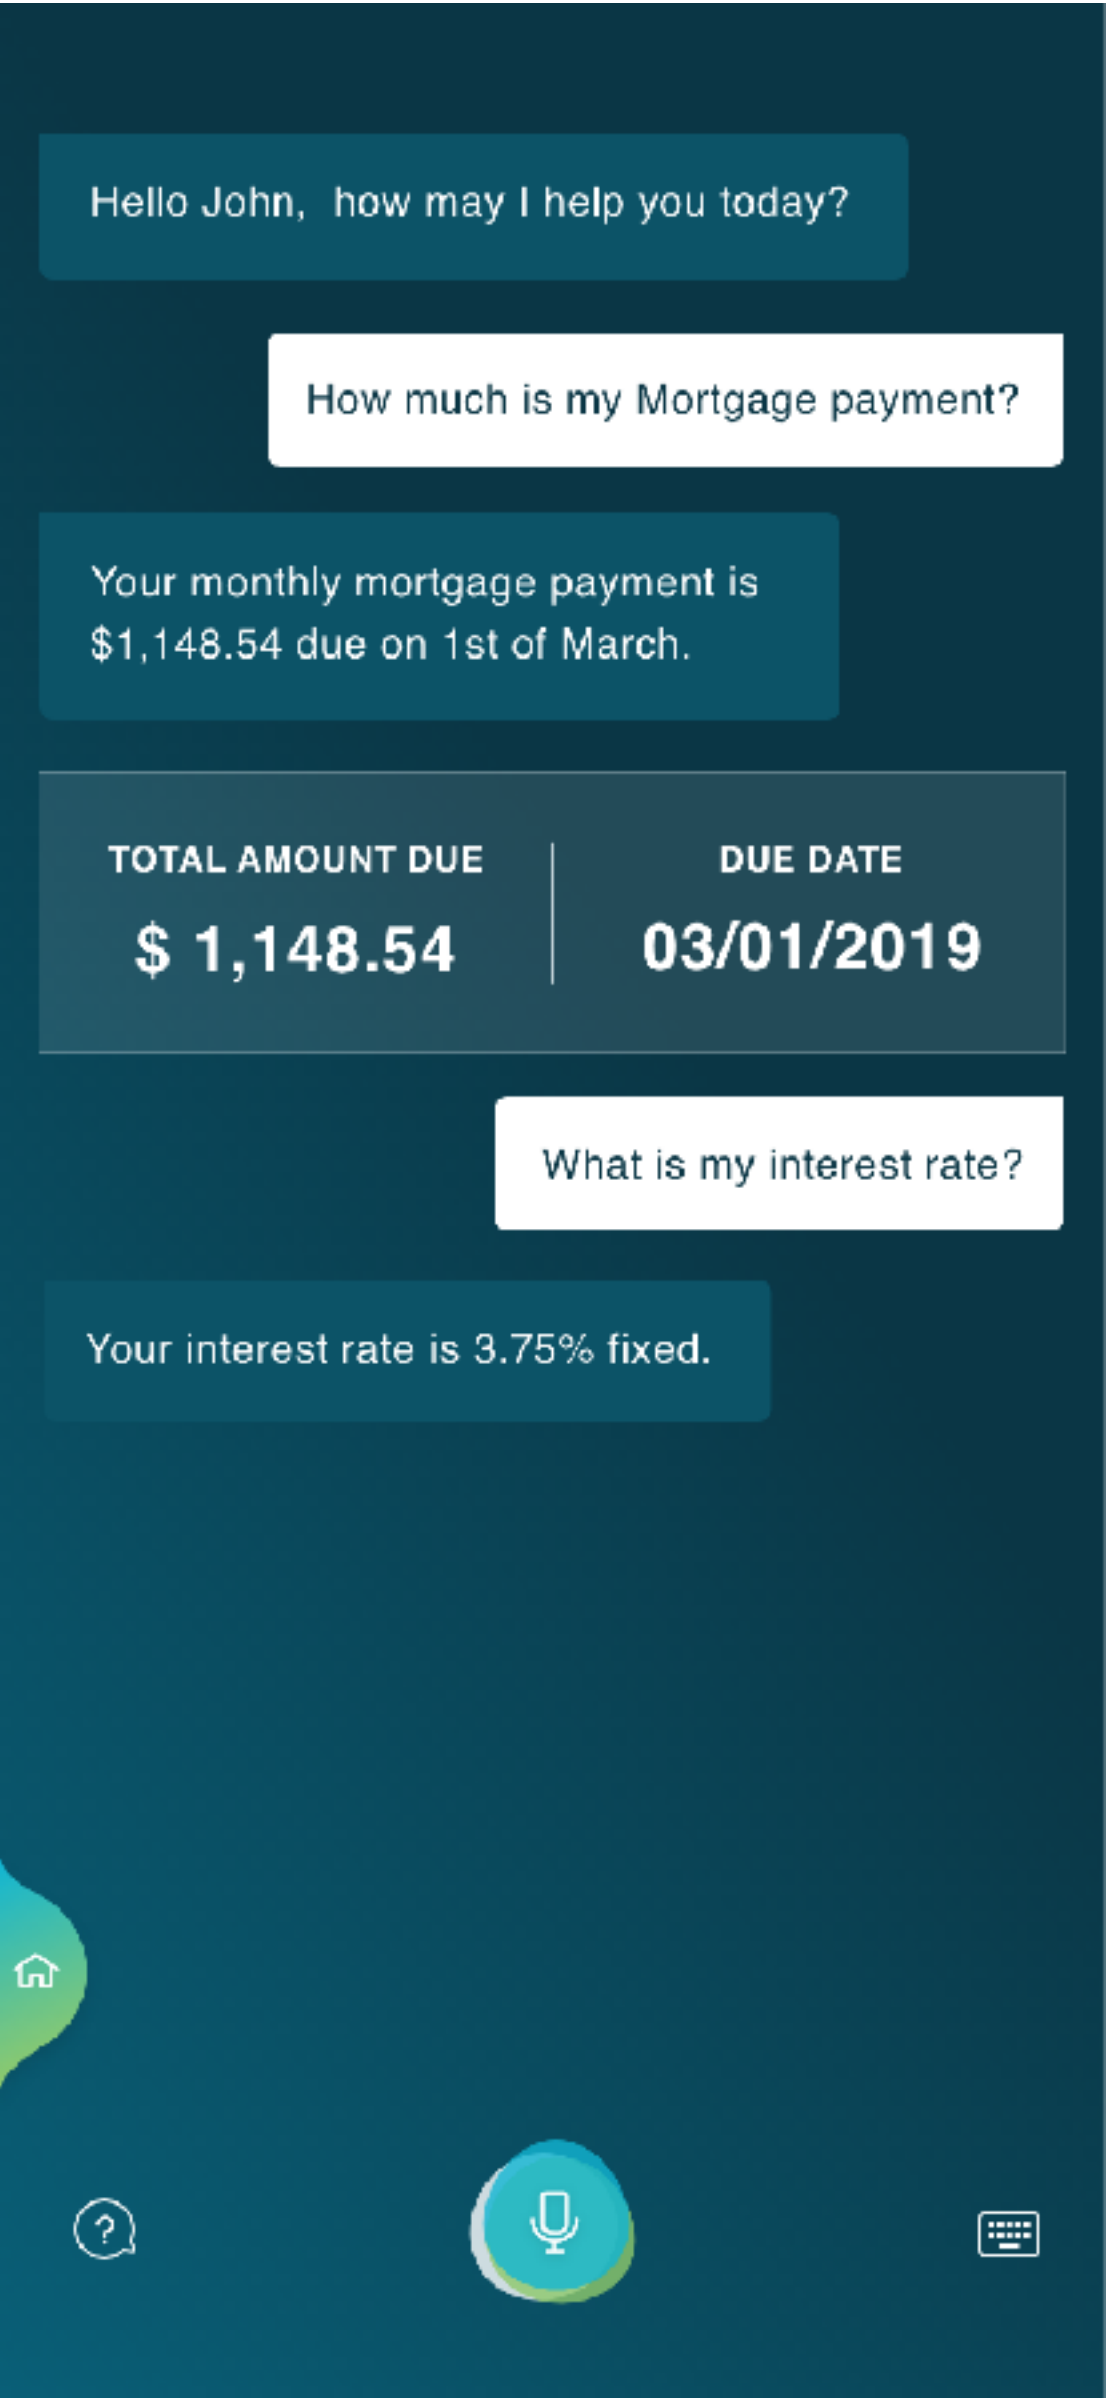 Hello John,  how may I help you today?
How much is my Mortgage payment?
Your monthly mortgage payment is
$1,148.54 due on 1st of March.
TOTAL AMOUNT DUE
$ 1,148.54
DUE DATE
03/01/2019
What is my interest rate?
Your interest rate is 3.75% fixed.
?